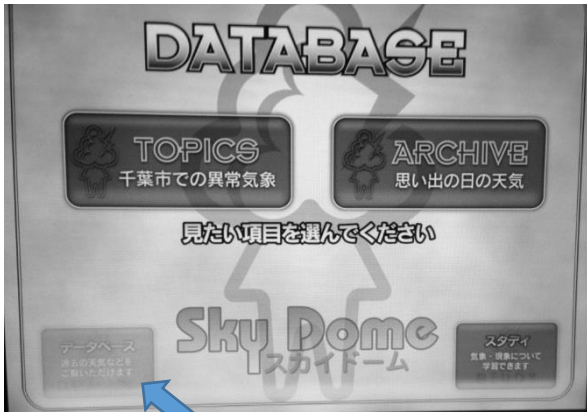 DATABASE
TOPICS
千葉市での異常気象
ARCHIVE
思い出の日の天気
見たい項目を選んでください
データベース
過去の天気などを
ご覧いただけます
Sky Dome
スカイドーム
スタディ
気象・現象について
学習できます